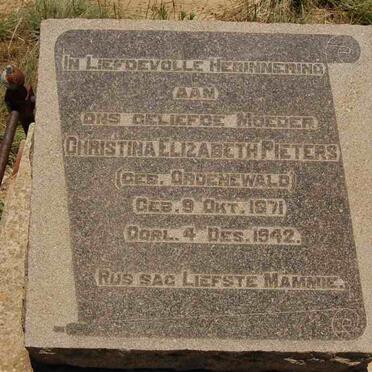 IN LIEFDEVOLLE HERINNERING
AAN
ONS GELIEFDE MOEDER
CHRISTINA ELIZABETH PIETERS
(GEB. GROENEWALD)
GEB. 9 OKT. 1871
OORL. 4 DES. 1942.
RUS SAG LIEFSTE MAMMIE.